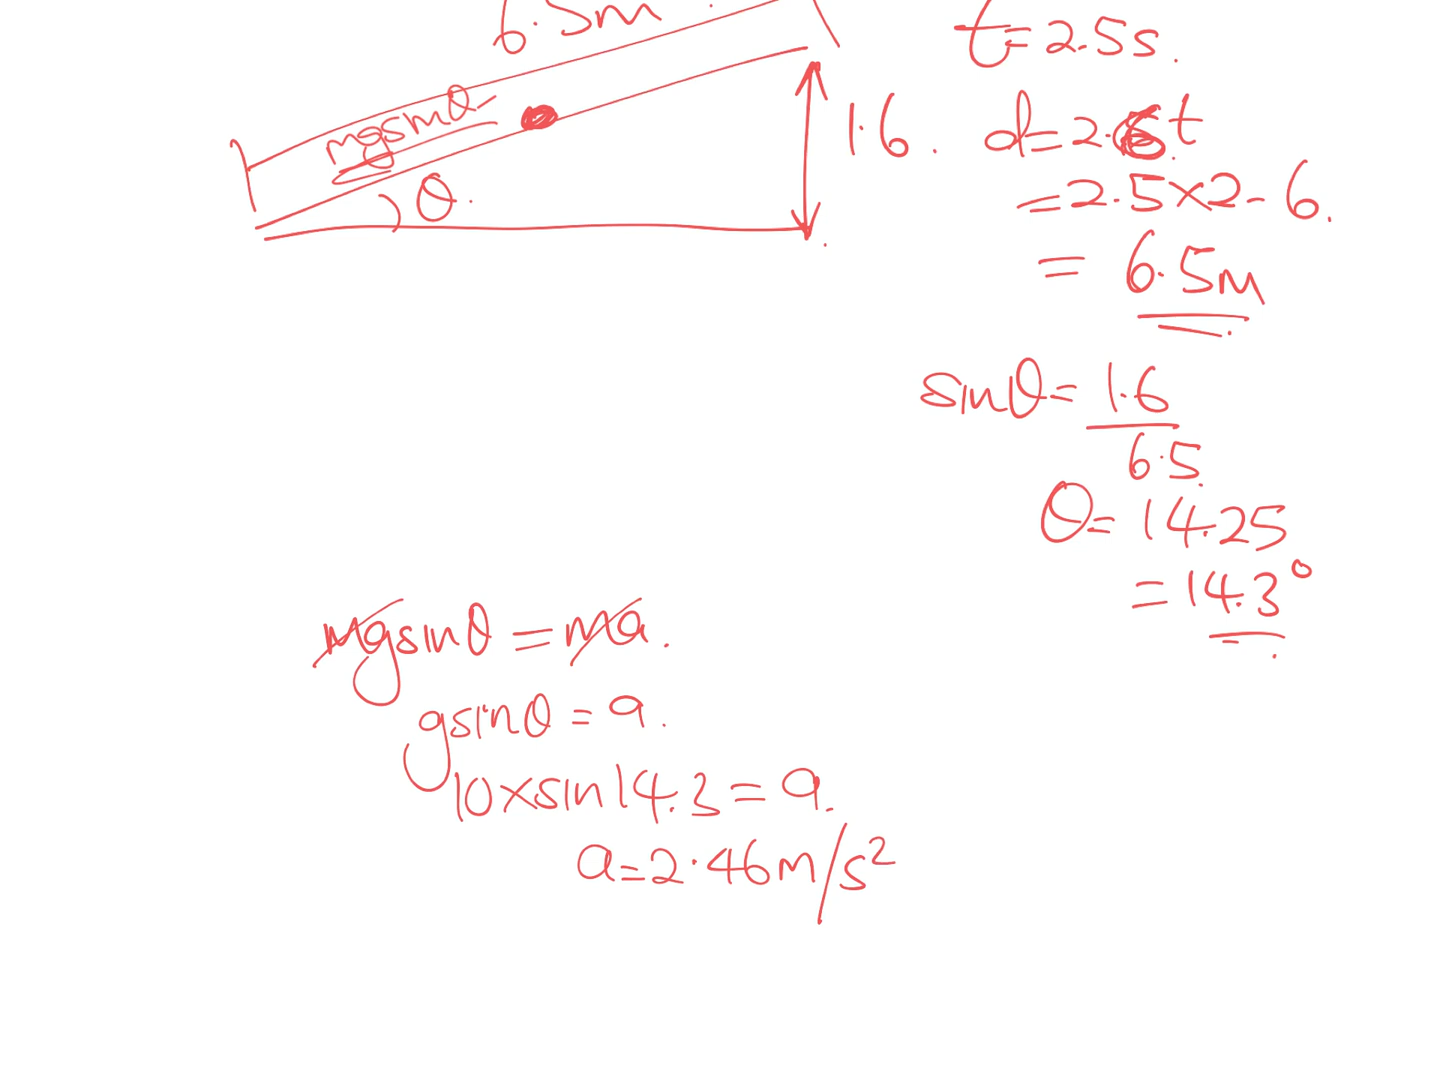 6.5m
t=2.5s.
mgsinθ
1.6.
d=2.6t
θ.
=2.5×2-6.
= 6.5m
sinθ= 1.6
6.5
θ= 14.25
=14.3°
mgsinθ = ma.
gsinθ = a.
10×sin14.3 = a.
a=2.46m/s²